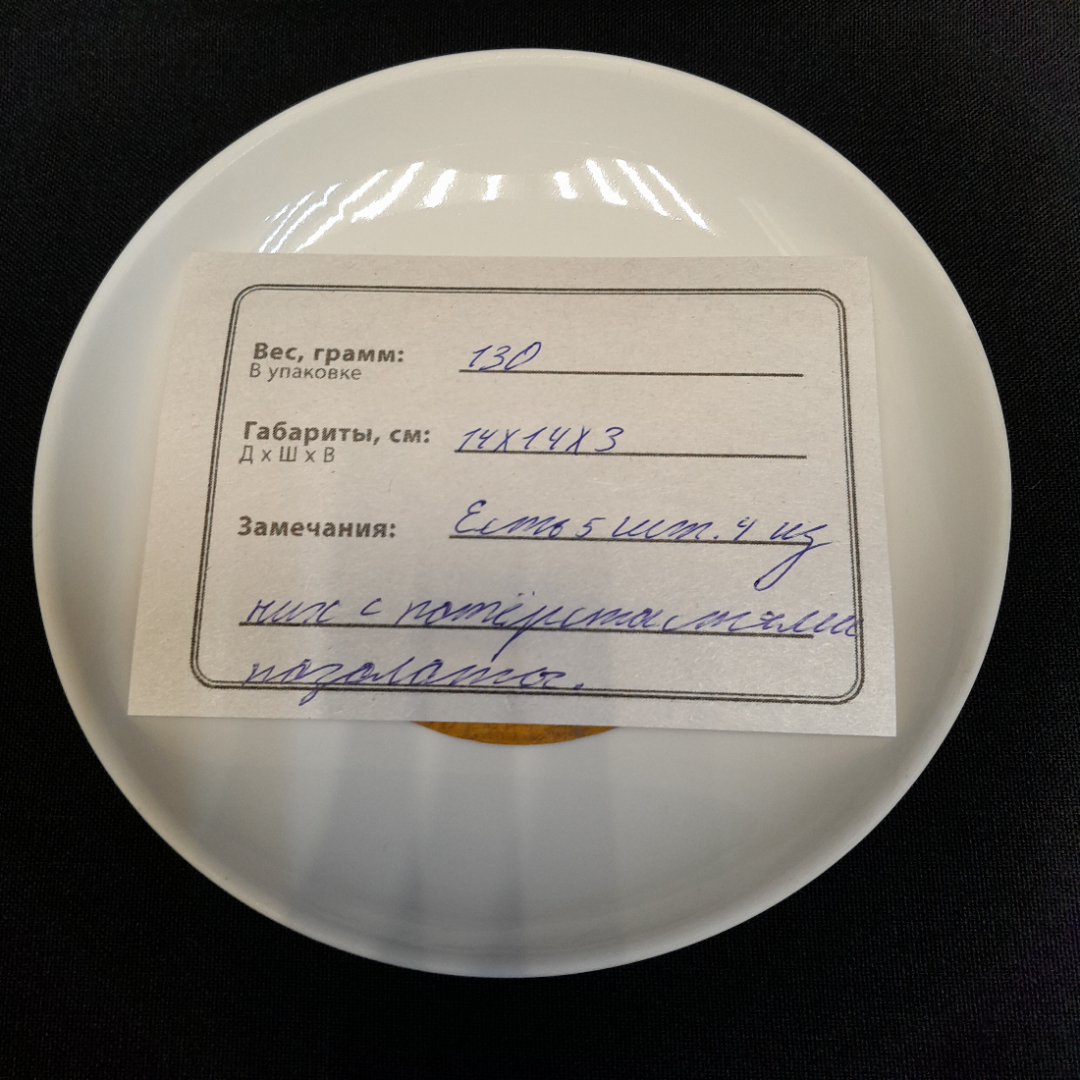 Вес, грамм: 130
В упаковке
Габариты, см: 14х14х3
Д х Ш х В
Замечания: Есть 5 шт. 4 из
них с потёртостями
позолоты.